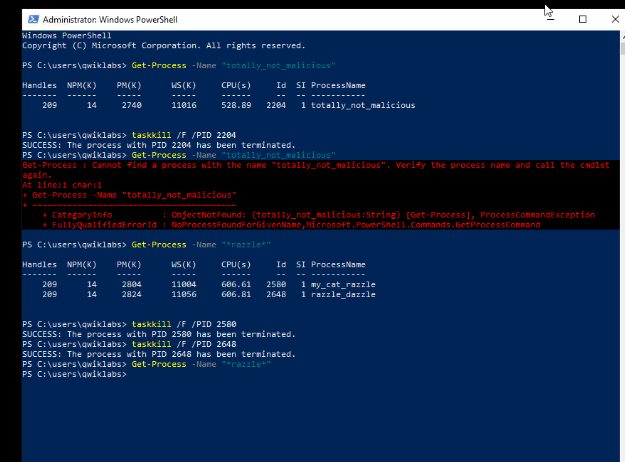 Administrator: Windows PowerShell
Windows PowerShell
Copyright (C) Microsoft Corporation. All rights reserved.
PS C:\users\qwiklabs> Get-Process -Name "totally_not_malicious"
Handles NPM(K) PM(K) WS(K) CPU(s) Id SI ProcessName
------- ------ ----- ----- ------ -- -- -----------
209 14 2740 11016 528.89 2204 1 totally_not_malicious
PS C:\users\qwiklabs> taskkill /F /PID 2204
SUCCESS: The process with PID 2204 has been terminated.
PS C:\users\qwiklabs> Get-Process -Name "totally_not_malicious"
Get-Process : Cannot find a process with the name "totally_not_malicious". Verify the process name and call the cmdlet
again.
At line:1 char:1
+ Get-Process -Name "totally_not_malicious"
+ ~~~~~~~~~~~~~~~~~~~~~~~~~~~~~~~~~~~~~~~~~
+ CategoryInfo : ObjectNotFound: (totally_not_malicious:String) [Get-Process], ProcessCommandException
+ FullyQualifiedErrorId : NoProcessFoundForGivenName,Microsoft.PowerShell.Commands.GetProcessCommand
PS C:\users\qwiklabs> Get-Process -Name "*razzle*"
Handles NPM(K) PM(K) WS(K) CPU(s) Id SI ProcessName
------- ------ ----- ----- ------ -- -- -----------
209 14 2804 11004 606.61 2580 1 my_cat_razzle
209 14 2824 11056 606.81 2648 1 razzle_dazzle
PS C:\users\qwiklabs> taskkill /F /PID 2580
SUCCESS: The process with PID 2580 has been terminated.
PS C:\users\qwiklabs> taskkill /F /PID 2648
SUCCESS: The process with PID 2648 has been terminated.
PS C:\users\qwiklabs> Get-Process -Name "*razzle*"
PS C:\users\qwiklabs>